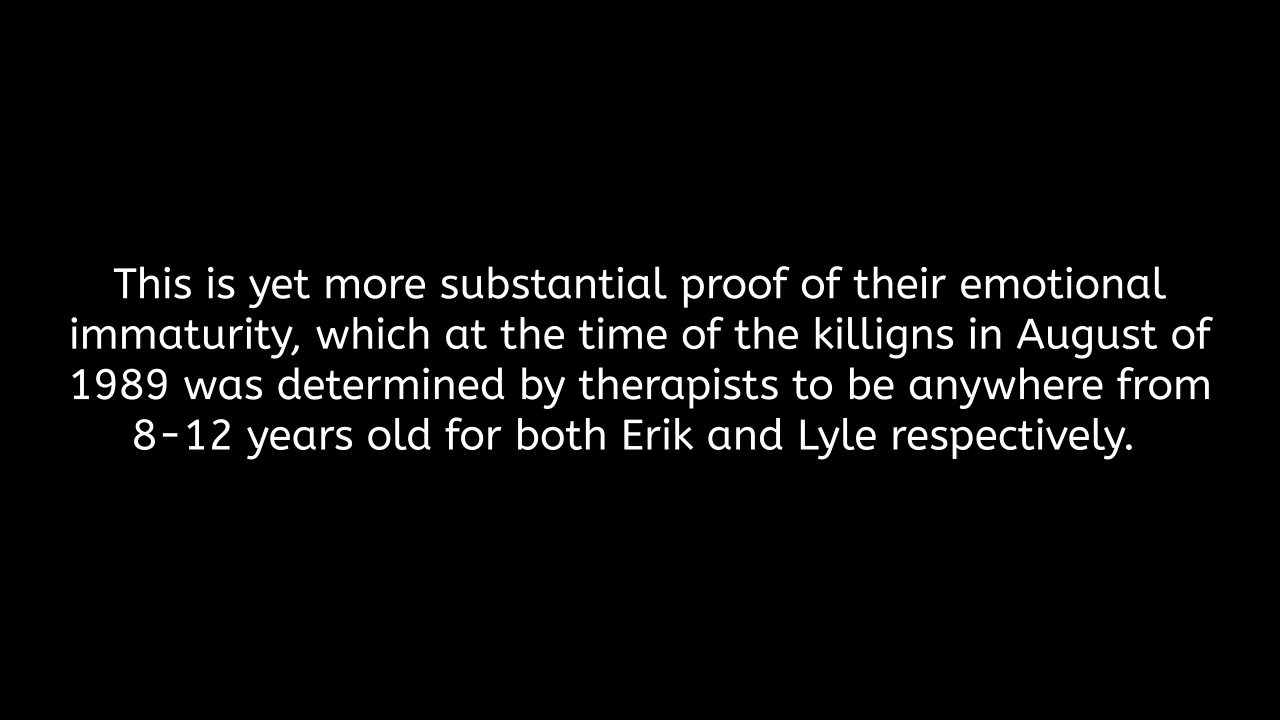 This is yet more substantial proof of their emotional
immaturity, which at the time of the killigns in August of
1989 was determined by therapists to be anywhere from
8-12 years old for both Erik and Lyle respectively.